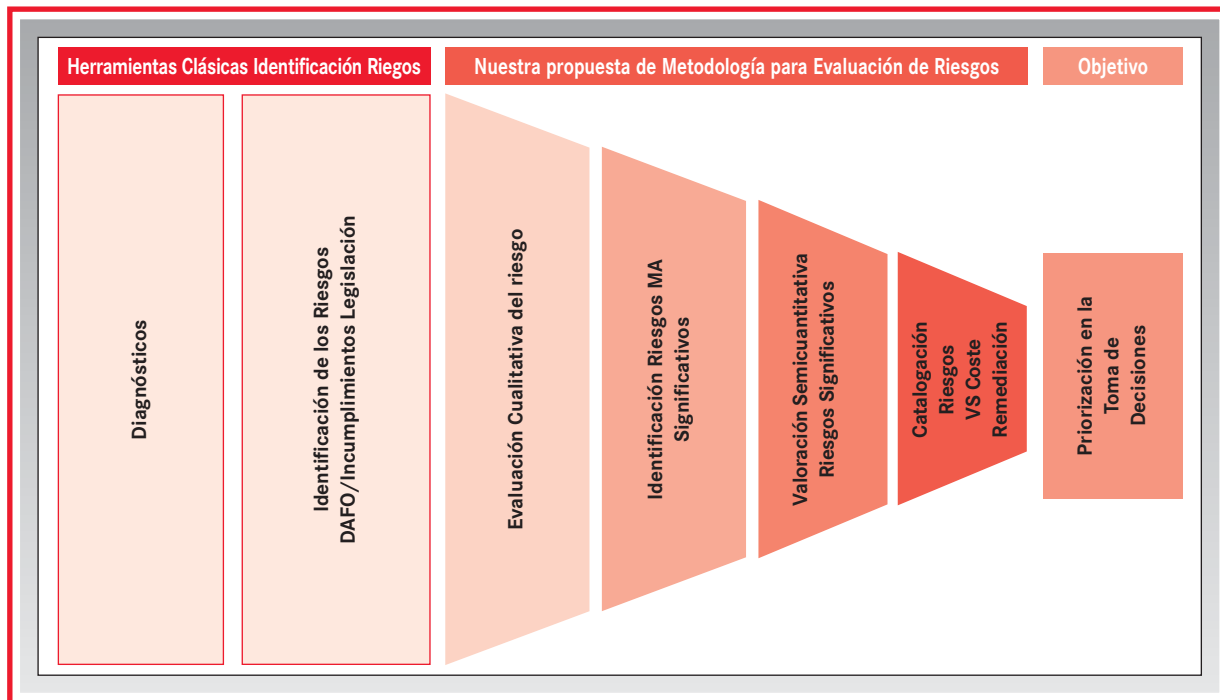 Herramientas Clásicas Identificación Riegos
Nuestra propuesta de Metodología para Evaluación de Riesgos
Objetivo
Diagnósticos
Identificación de los Riesgos
DAFO/Incumplimientos Legislación
Evaluación Cualitativa del riesgo
Identificación Riesgos MA
Significativos
Valoración Semicuantitativa
Riesgos Significativos
Catalogación
Riesgos
VS Coste
Remediación
Priorización en la
Toma de
Decisiones